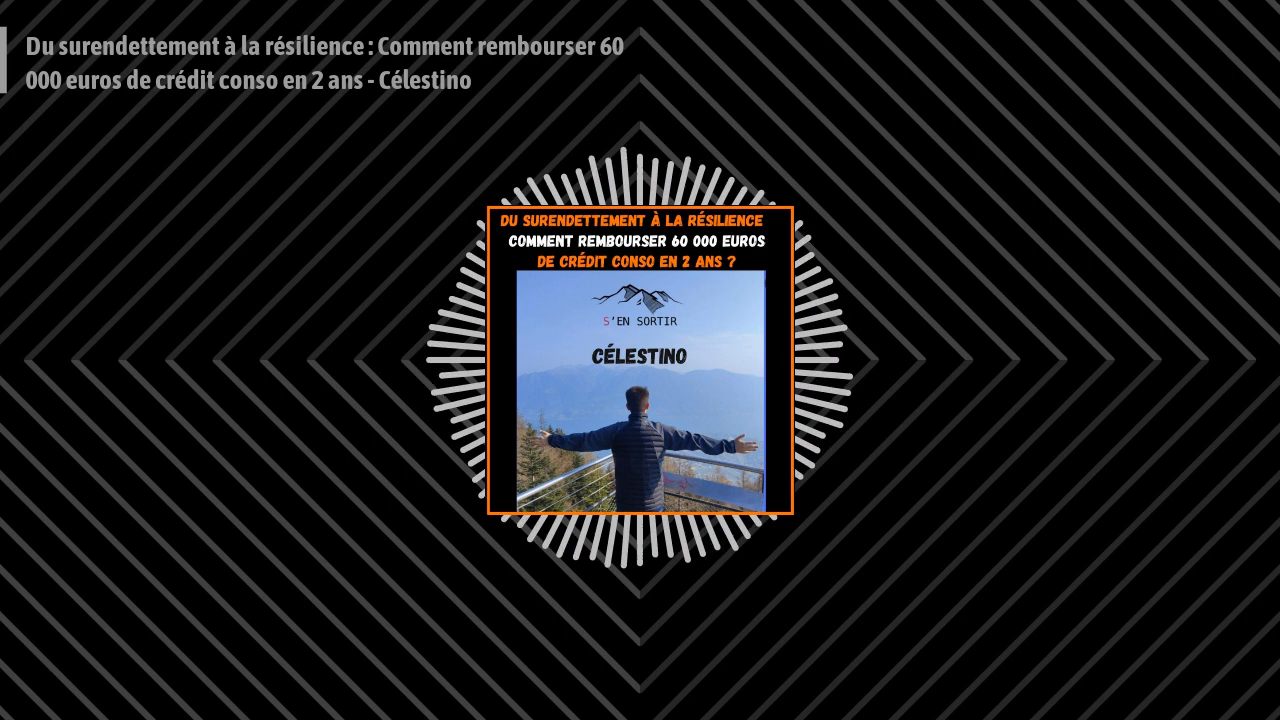 Du surendettement à la résilience : Comment rembourser 60
000 euros de crédit conso en 2 ans - Célestino
DU SURENDETTEMENT À LA RÉSILIENCE
COMMENT REMBOURSER 60 000 EUROS
DE CRÉDIT CONSO EN 2 ANS ?
S'EN SORTIR
CÉLESTINO